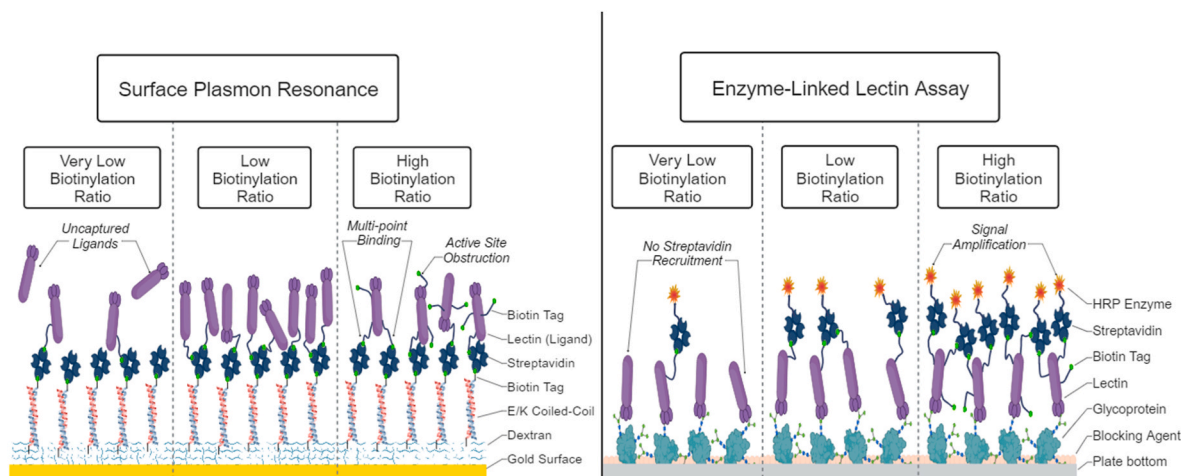 Surface Plasmon Resonance
Very Low
Biotinylation
Ratio
Low
Biotinylation
Ratio
High
Biotinylation
Ratio
Uncaptured
Ligands
Multi-point
Binding
Active Site
Obstruction
Biotin Tag
Lectin (Ligand)
Streptavidin
Biotin Tag
E/K Coiled-Coil
Dextran
Gold Surface
Enzyme-Linked Lectin Assay
Very Low
Biotinylation
Ratio
Low
Biotinylation
Ratio
High
Biotinylation
Ratio
No Streptavidin
Recruitment
Signal
Amplification
HRP Enzyme
Streptavidin
Biotin Tag
Lectin
Glycoprotein
Blocking Agent
Plate bottom